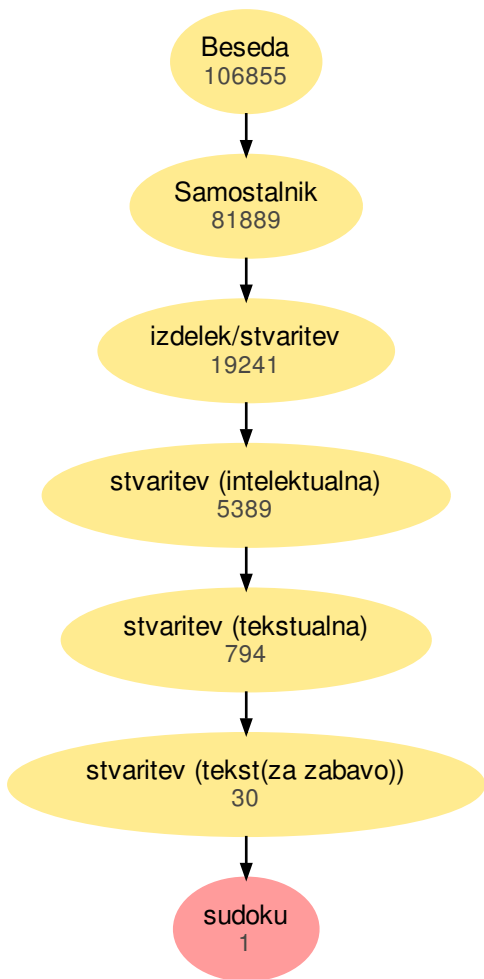 Beseda
106855
Samostalnik
81889
izdelek/stvaritev
19241
stvaritev (intelektualna)
5389
stvaritev (tekstualna)
794
stvaritev (tekst(za zabavo))
30
sudoku
1